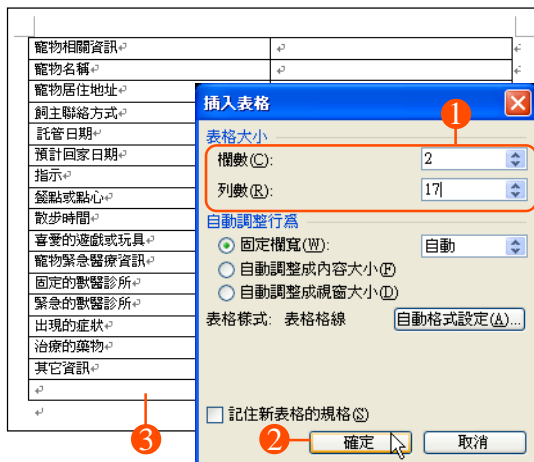 寵物相關資訊
寵物名稱
寵物居住地址
飼主聯絡方式
託管日期
預計回家日期
指示
餐點或點心
散步時間
喜愛的遊戲或玩具
寵物緊急醫療資訊
固定的獸醫診所
緊急的獸醫診所
出現的症狀
治療的藥物
其它資訊
3
插入表格
1
表格大小
欄數(C): 2
列數(R): 17
自動調整行為
固定欄寬(W): 自動
自動調整成內容大小(F)
自動調整成視窗大小(D)
表格樣式: 表格格線 自動格式設定(A)...
記住新表格的規格(S)
2 確定 取消